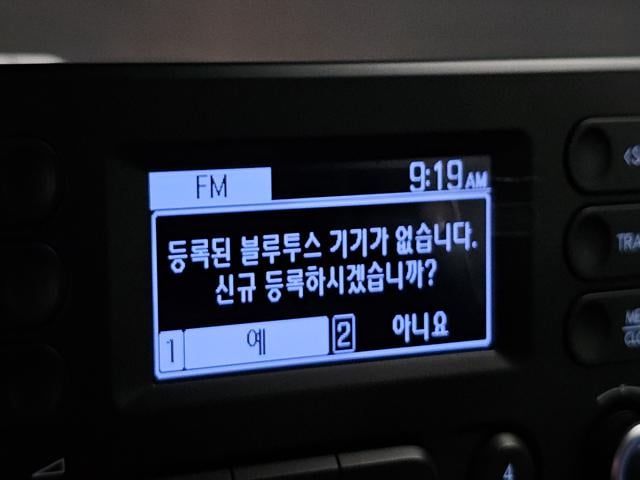 FM 9:19AM
등록된 블루투스 기기가 없습니다.
신규 등록하시겠습니까?
1 예 2 아니요
4